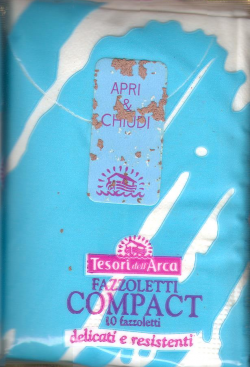 APRI
&
CHIUDI
Tesori dell'Arca
FAZZOLETTI
COMPACT
10 fazzoletti
delicati e resistenti